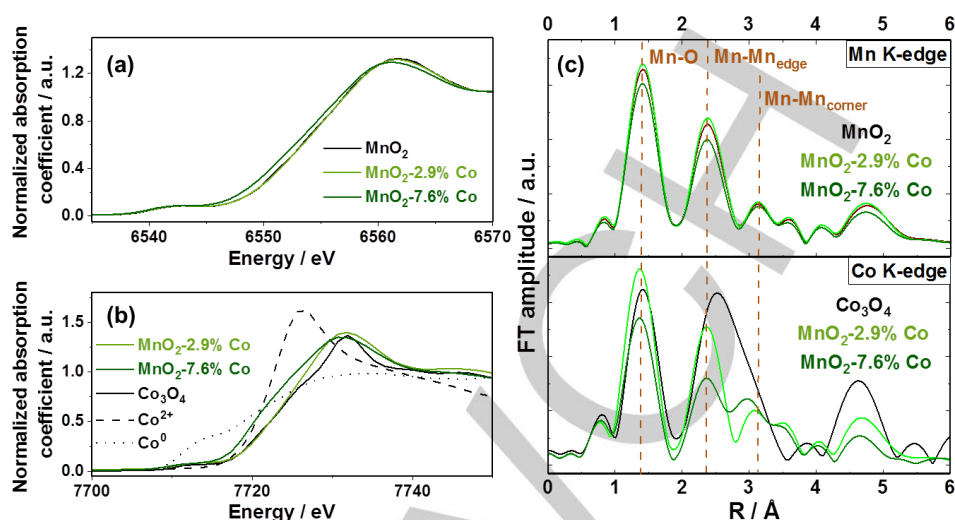 (a)
Normalized absorption
coefficient / a.u.
1.2
0.8
0.4
0.0
MnO₂
MnO₂-2.9% Co
MnO₂-7.6% Co
6540 6550 6560 6570
Energy / eV
(b)
Normalized absorption
coefficient / a.u.
1.5
1.0
0.5
0.0
MnO₂-2.9% Co
MnO₂-7.6% Co
Co₃O₄
Co²⁺
Co⁰
7700 7720 7740
Energy / eV
0 1 2 3 4 5 6
(c)
Mn-O
Mn-Mnedge
Mn K-edge
Mn-Mncorner
MnO₂
MnO₂-2.9% Co
MnO₂-7.6% Co
FT amplitude / a.u.
Co K-edge
Co₃O₄
MnO₂-2.9% Co
MnO₂-7.6% Co
0 1 2 3 4 5 6
R / Å